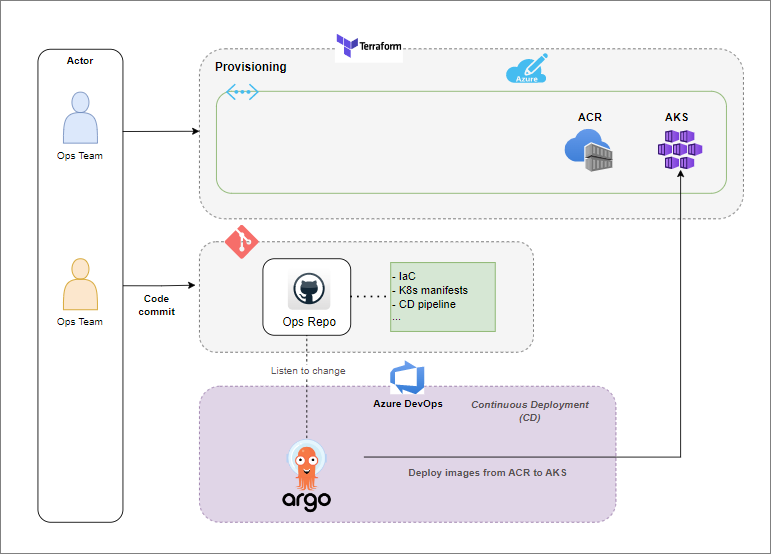 Terraform
Actor
Provisioning
Azure
ACR
AKS
Ops Team
Ops Team
Code
commit
Ops Repo
- IaC
- K8s manifests
- CD pipeline
...
Listen to change
Azure DevOps
Continuous Deployment
(CD)
argo
Deploy images from ACR to AKS